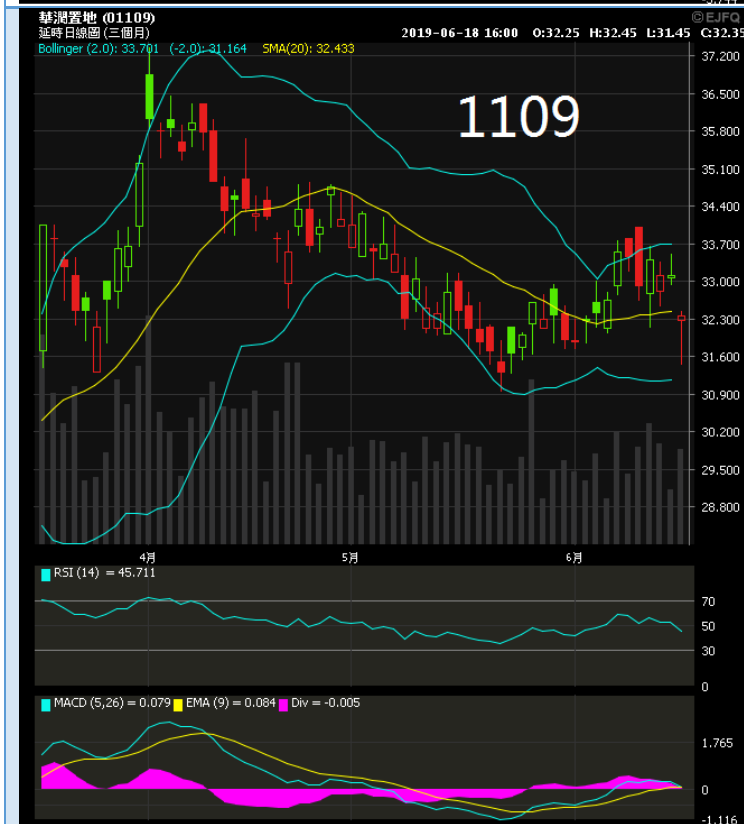 華潤置地 (01109)
© EJFQ
延時日線圖 (三個月)
2019-06-18 16:00 O:32.25 H:32.45 L:31.45 C:32.35
Bollinger (2.0): 33.701 (-2.0): 31.164 SMA(20): 32.433
37.200
1109
36.500
35.800
35.100
34.400
33.700
33.000
32.300
31.600
30.900
30.200
29.500
28.800
4月 5月 6月
RSI (14) = 45.711
70
50
30
0
MACD (5,26) = 0.079 EMA (9) = 0.084 Div = -0.005
1.765
0
-1.116